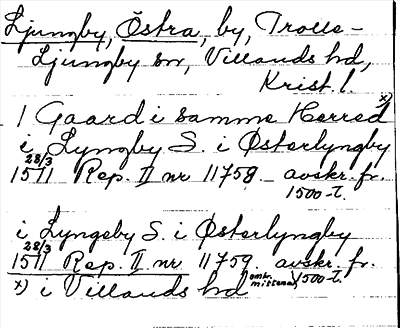 Ljungby, Östra, by, Trolle-
Ljungby sn, Villands hd,
Krist. l.
1 Gaard i samme Herred x)
i Lyngby S. i Østerlyngby
28/3
1511 Rep. II nr 11759. avskr. fr.
1500-t.
i Lyngeby S. i Østerlyngby
28/3
1511 Rep. II nr 11759. avskr. fr.
x) i Villands hd omkr. mitten av 1500-t.